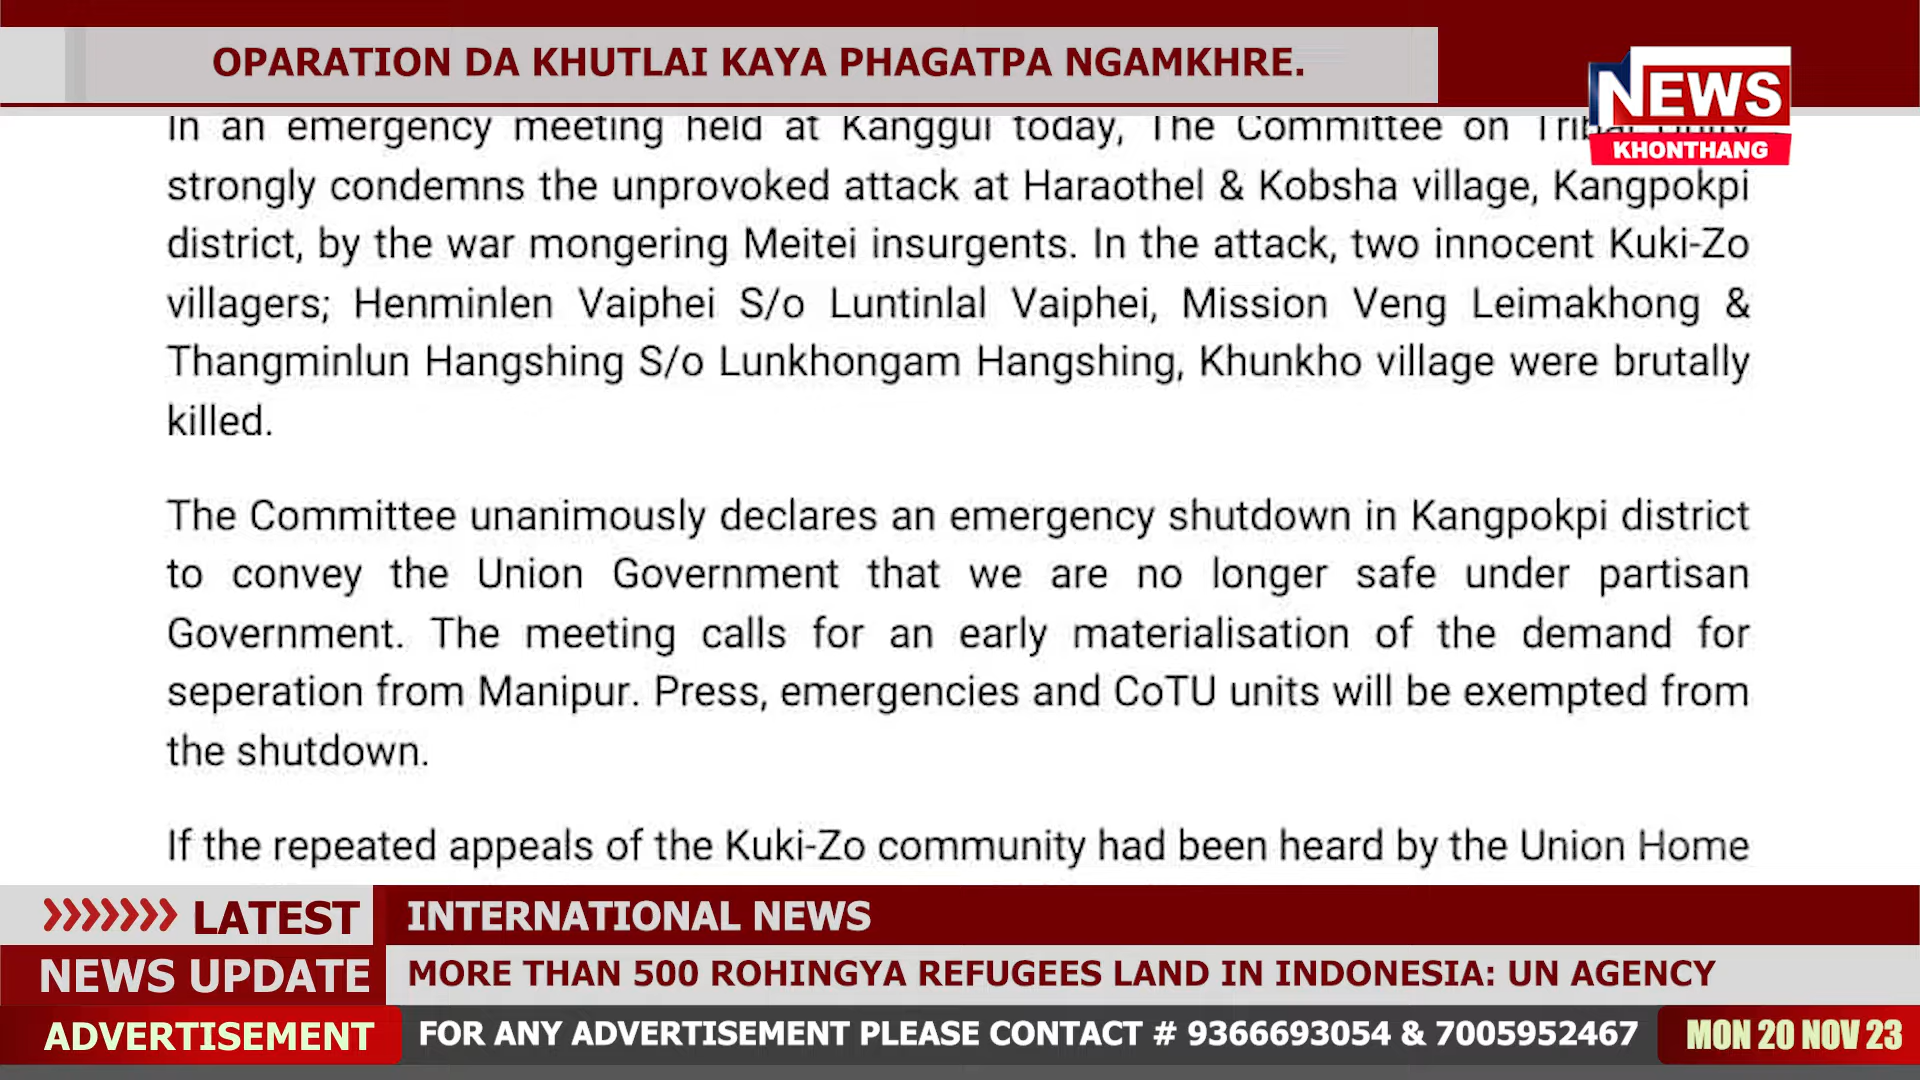 OPARATION DA KHUTLAI KAYA PHAGATPA NGAMKHRE.
NEWS
KHONTHANG
In an emergency meeting held at Kanggui today, The Committee on Tribal Unity
strongly condemns the unprovoked attack at Haraothel & Kobsha village, Kangpokpi
district, by the war mongering Meitei insurgents. In the attack, two innocent Kuki-Zo
villagers; Henminlen Vaiphei S/o Luntinlal Vaiphei, Mission Veng Leimakhong &
Thangminlun Hangshing S/o Lunkhongam Hangshing, Khunkho village were brutally
killed.
The Committee unanimously declares an emergency shutdown in Kangpokpi district
to convey the Union Government that we are no longer safe under partisan
Government. The meeting calls for an early materialisation of the demand for
seperation from Manipur. Press, emergencies and CoTU units will be exempted from
the shutdown.
If the repeated appeals of the Kuki-Zo community had been heard by the Union Home
LATEST
INTERNATIONAL NEWS
NEWS UPDATE
MORE THAN 500 ROHINGYA REFUGEES LAND IN INDONESIA: UN AGENCY
ADVERTISEMENT
FOR ANY ADVERTISEMENT PLEASE CONTACT # 9366693054 & 7005952467
MON 20 NOV 23